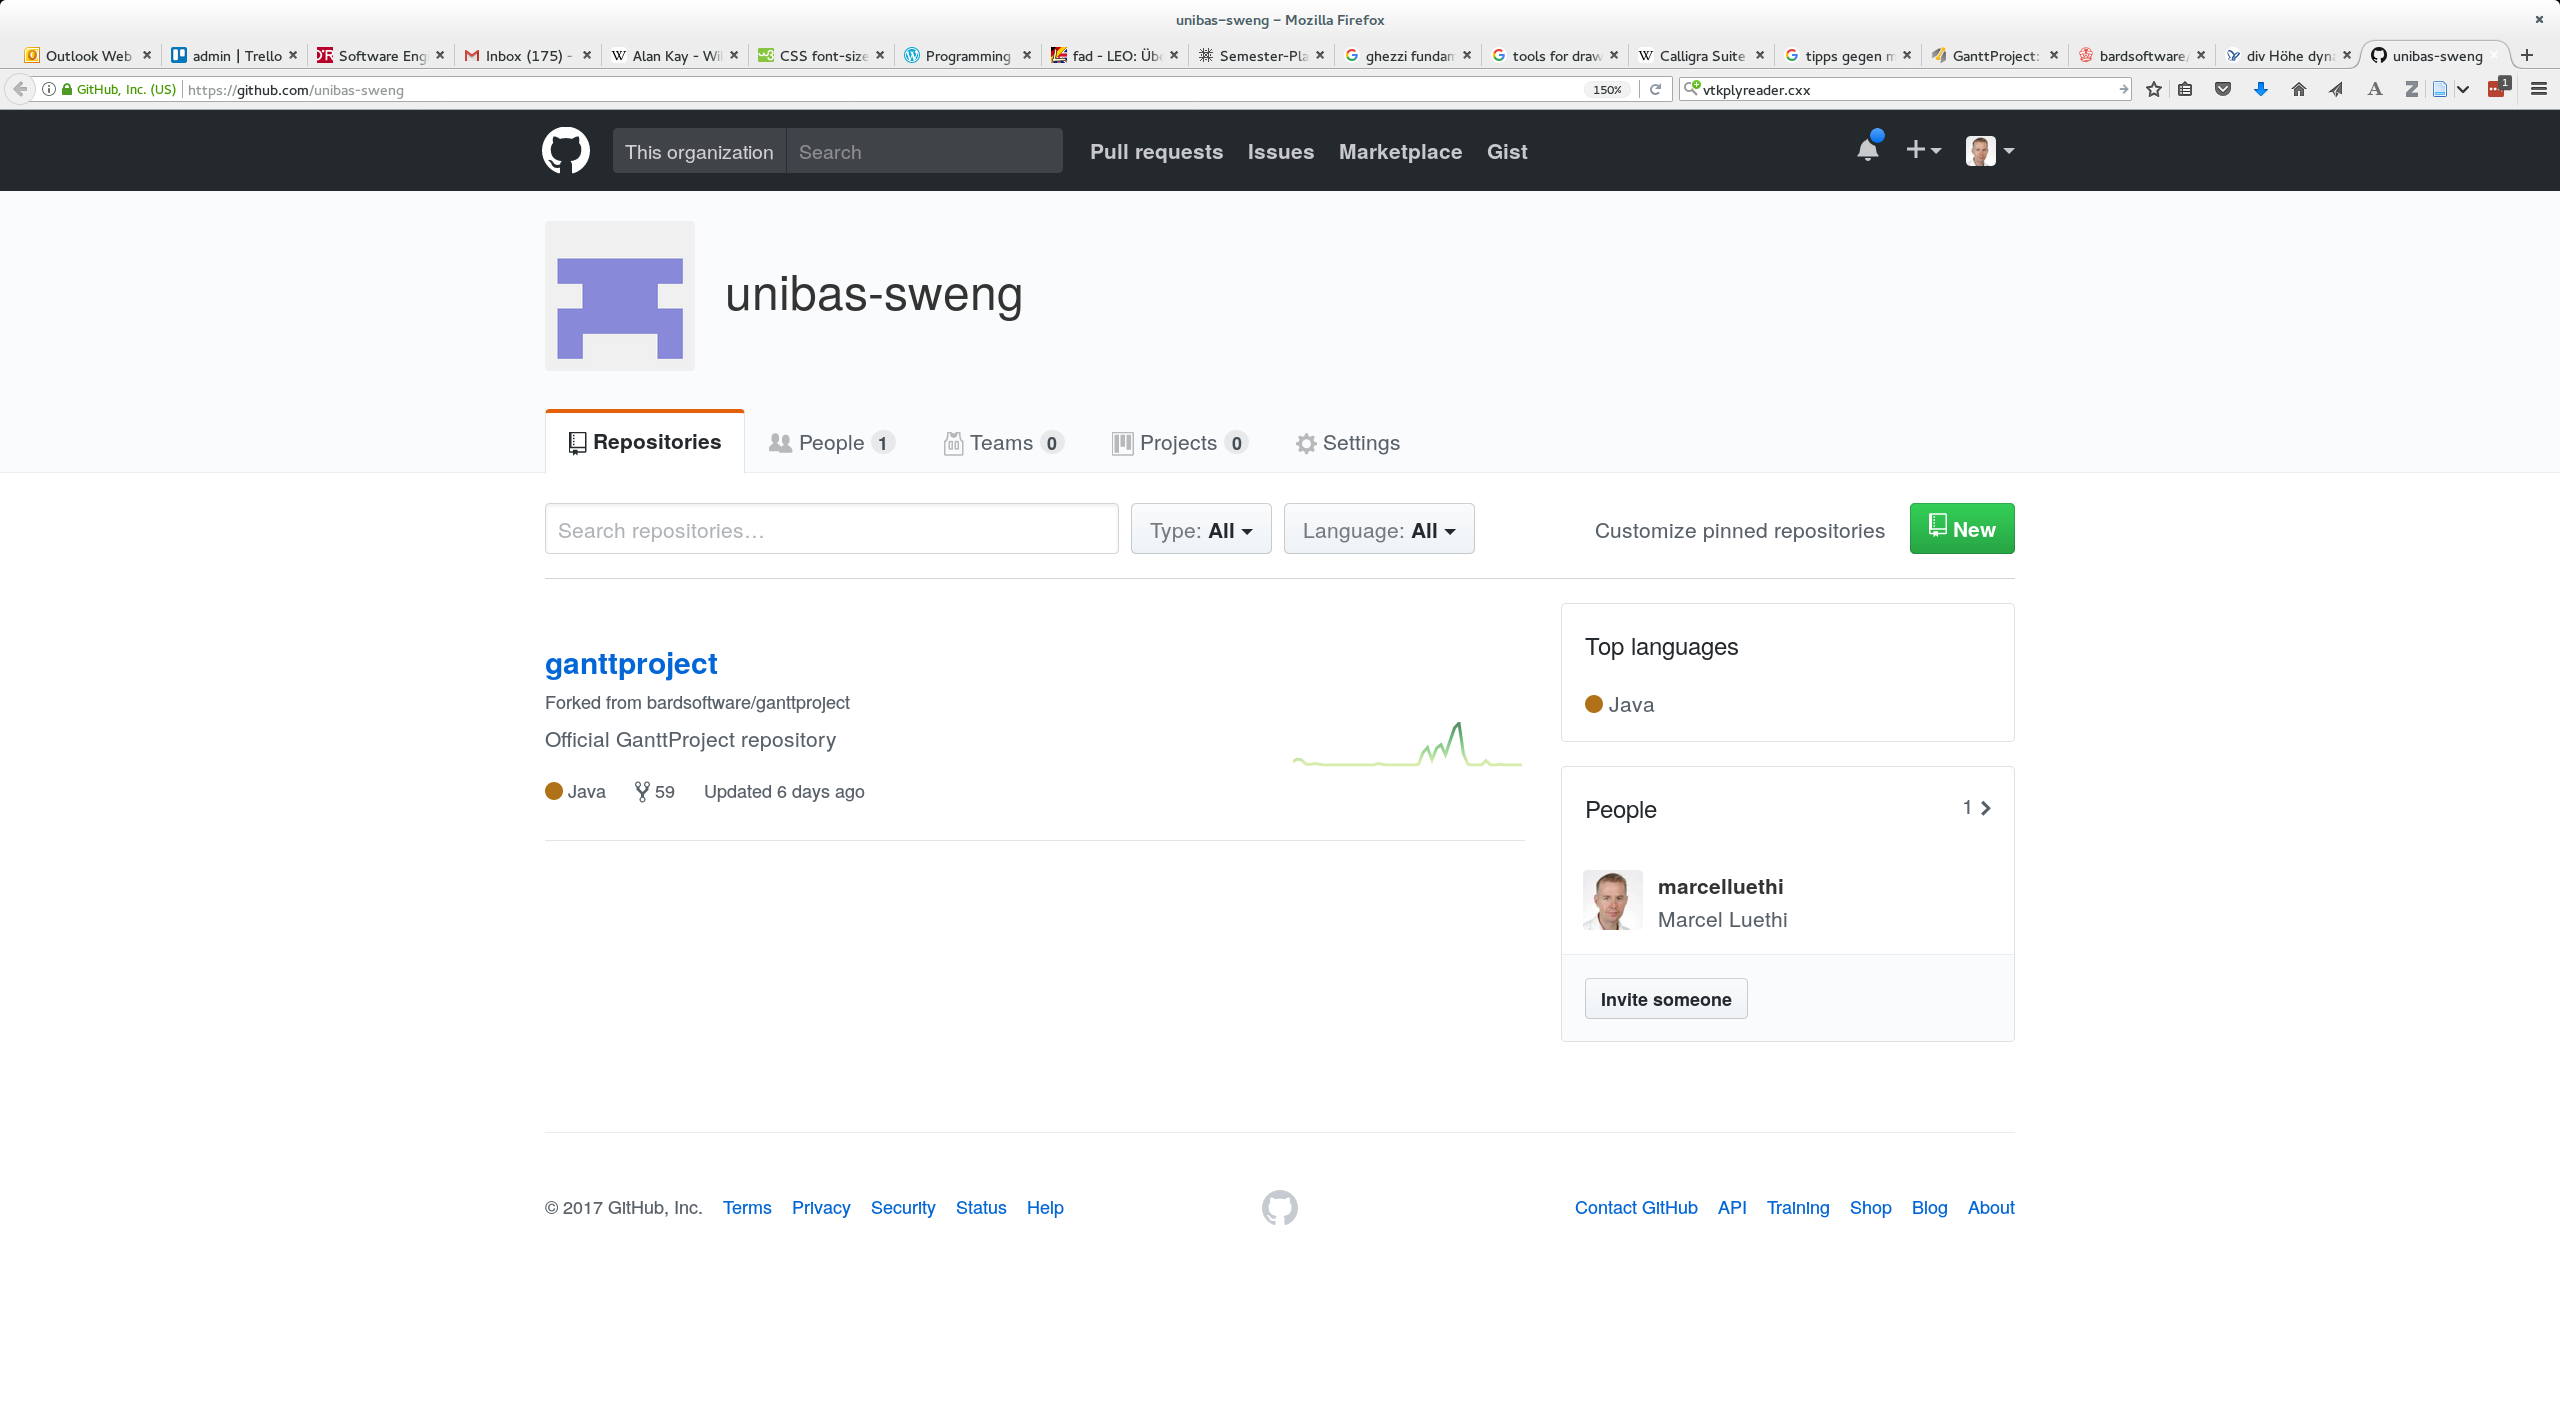 unibas-sweng - Mozilla Firefox
Outlook Web
admin | Trello
Software Eng
Inbox (175) -
Alan Kay - Wi
CSS font-size
Programming
fad - LEO: Üb
Semester-Pla
ghezzi fundam
tools for draw
Calligra Suite
tipps gegen m
GanttProject:
bardsoftware/
div Höhe dyna
unibas-sweng
GitHub, Inc. (US)
https://github.com/unibas-sweng
150%
vtkplyreader.cxx
1
This organization
Search
Pull requests
Issues
Marketplace
Gist
unibas-sweng
Repositories
People 1
Teams 0
Projects 0
Settings
Search repositories…
Type: All
Language: All
Customize pinned repositories
New
ganttproject
Forked from bardsoftware/ganttproject
Official GanttProject repository
Java
59
Updated 6 days ago
Top languages
Java
People
1
marcelluethi
Marcel Luethi
Invite someone
© 2017 GitHub, Inc.
Terms
Privacy
Security
Status
Help
Contact GitHub
API
Training
Shop
Blog
About